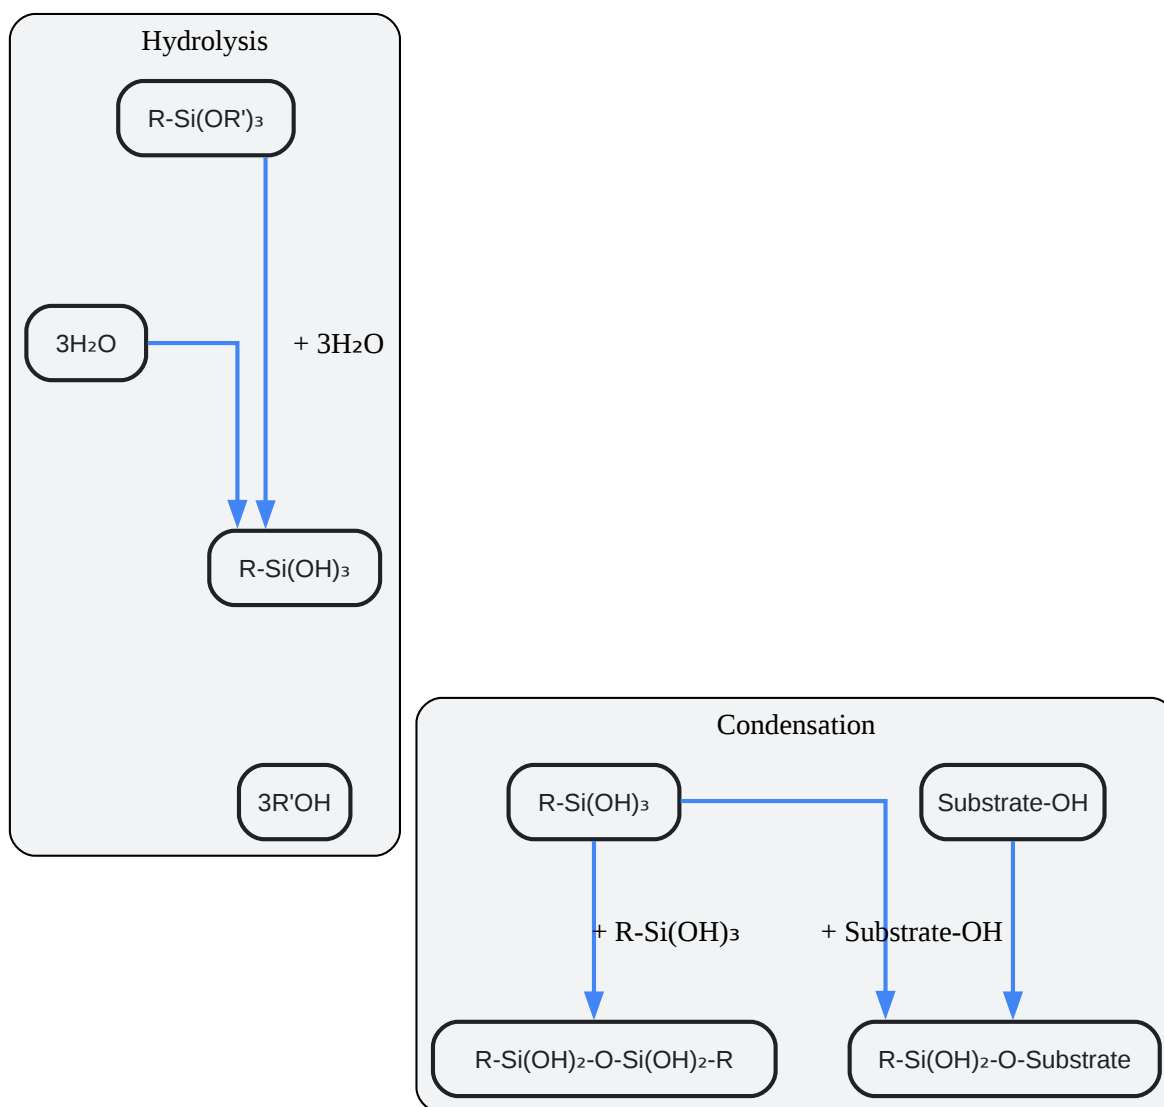 Hydrolysis
R-Si(OR')₃
3H₂O
+ 3H₂O
R-Si(OH)₃
3R'OH
Condensation
R-Si(OH)₃
Substrate-OH
+ R-Si(OH)₃
+ Substrate-OH
R-Si(OH)₂-O-Si(OH)₂-R
R-Si(OH)₂-O-Substrate